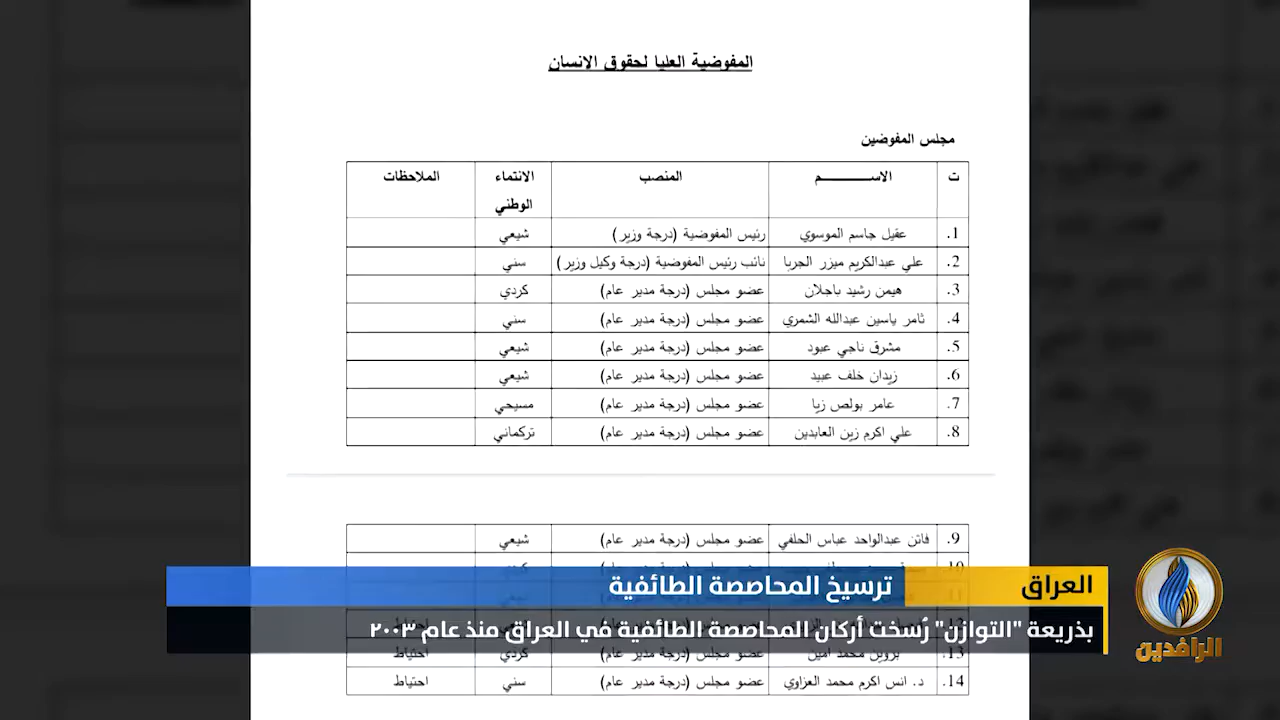 المفوضية العليا لحقوق الإنسان
مجلس المفوضين
ت الاســــــــــم المنصب الانتماء الوطني الملاحظات
.1 عقيل جاسم الموسوي رئيس المفوضية (درجة وزير) شيعي
.2 علي عبدالكريم ميزر الجربا نائب رئيس المفوضية (درجة وكيل وزير) سني
.3 هيمن رشيد باجلان عضو مجلس (درجة مدير عام) كردي
.4 ثامر ياسين عبدالله الشمري عضو مجلس (درجة مدير عام) سني
.5 مشرق ناجي عبود عضو مجلس (درجة مدير عام) شيعي
.6 زيدان خلف عبيد عضو مجلس (درجة مدير عام) شيعي
.7 عامر بولص زيا عضو مجلس (درجة مدير عام) مسيحي
.8 علي اكرم زين العابدين عضو مجلس (درجة مدير عام) تركماني
.9 فاتن عبدالواحد عباس الحلفي عضو مجلس (درجة مدير عام) شيعي
.10
العراق ترسيخ المحاصصة الطائفية
بذريعة "التوازن" رُسخت أركان المحاصصة الطائفية في العراق منذ عام ٢٠٠٣
.13 بروين محمد امين عضو مجلس (درجة مدير عام) كردي احتياط
.14 د. انس اكرم محمد العزاوي عضو مجلس (درجة مدير عام) سني احتياط
الرافدين